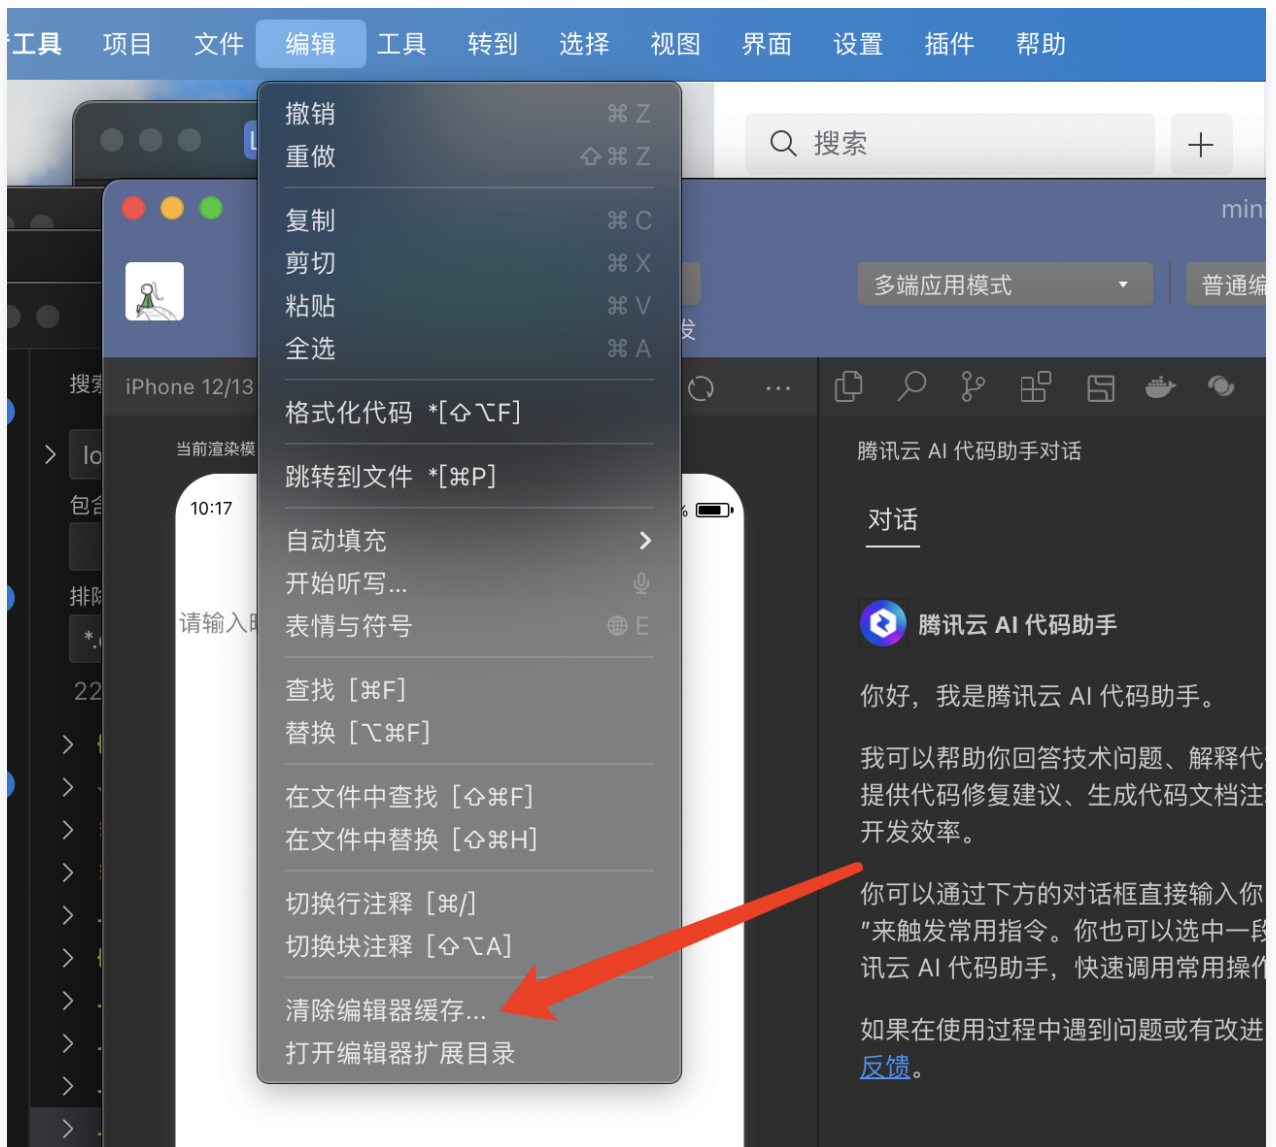 工具 项目 文件 编辑 工具 转到 选择 视图 界面 设置 插件 帮助
撤销 ⌘ Z
重做 ⇧ ⌘ Z
搜索
复制 ⌘ C
剪切 ⌘ X
粘贴 ⌘ V
全选 ⌘ A
格式化代码 *[⇧⌥F]
跳转到文件 *[⌘P]
自动填充
开始听写...
表情与符号 E
查找 [⌘F]
替换 [⌥⌘F]
在文件中查找 [⇧⌘F]
在文件中替换 [⇧⌘H]
切换行注释 [⌘/]
切换块注释 [⇧⌥A]
清除编辑器缓存...
打开编辑器扩展目录
mini
多端应用模式
普通编
发
搜索
iPhone 12/13
当前渲染模
lo
包含
10:17
%
排除
请输入
*.
22
腾讯云 AI 代码助手对话
对话
腾讯云 AI 代码助手
你好，我是腾讯云 AI 代码助手。
我可以帮助你回答技术问题、解释代
提供代码修复建议、生成代码文档注
开发效率。
你可以通过下方的对话框直接输入你
"来触发常用指令。你也可以选中一段
讯云 AI 代码助手，快速调用常用操作
如果在使用过程中遇到问题或有改进
反馈。